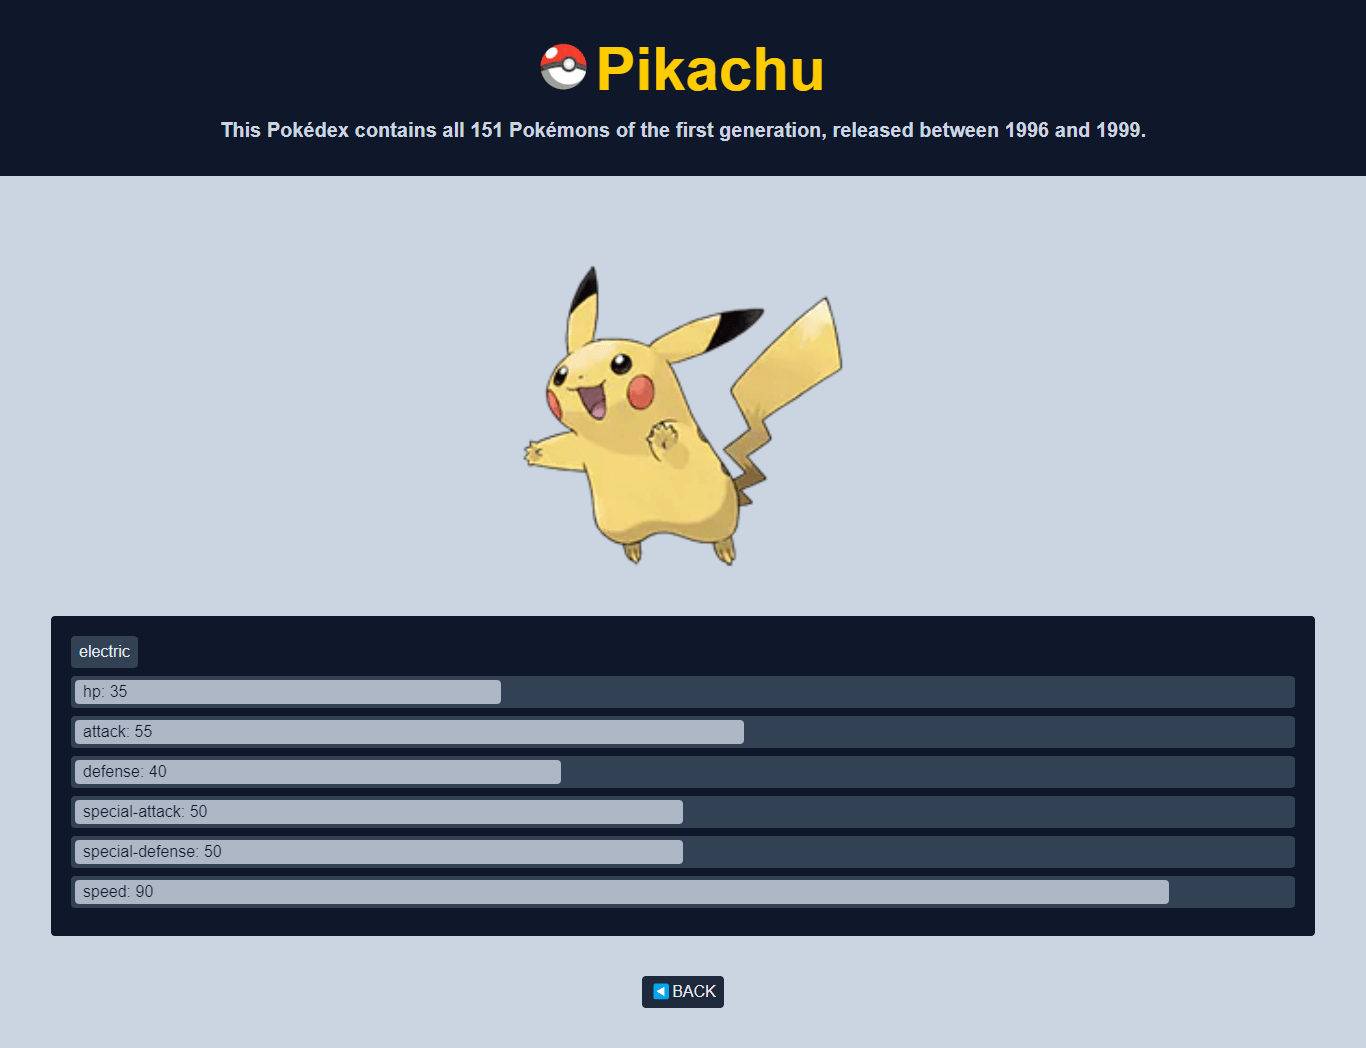 Pikachu
This Pokédex contains all 151 Pokémons of the first generation, released between 1996 and 1999.
electric
hp: 35
attack: 55
defense: 40
special-attack: 50
special-defense: 50
speed: 90
BACK